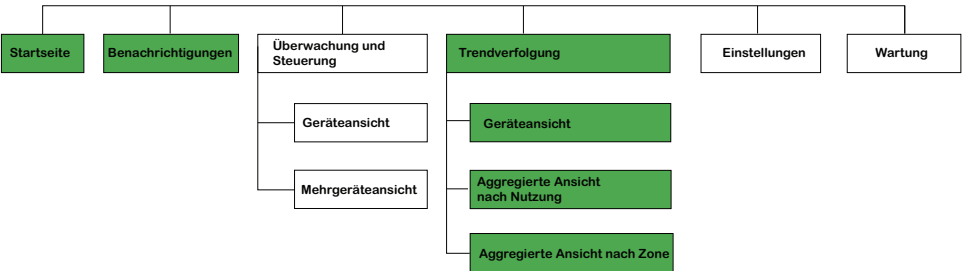 Startseite
Benachrichtigungen
Überwachung und
Steuerung
Trendverfolgung
Einstellungen
Wartung
Geräteansicht
Geräteansicht
Mehrgeräteansicht
Aggregierte Ansicht
nach Nutzung
Aggregierte Ansicht nach Zone